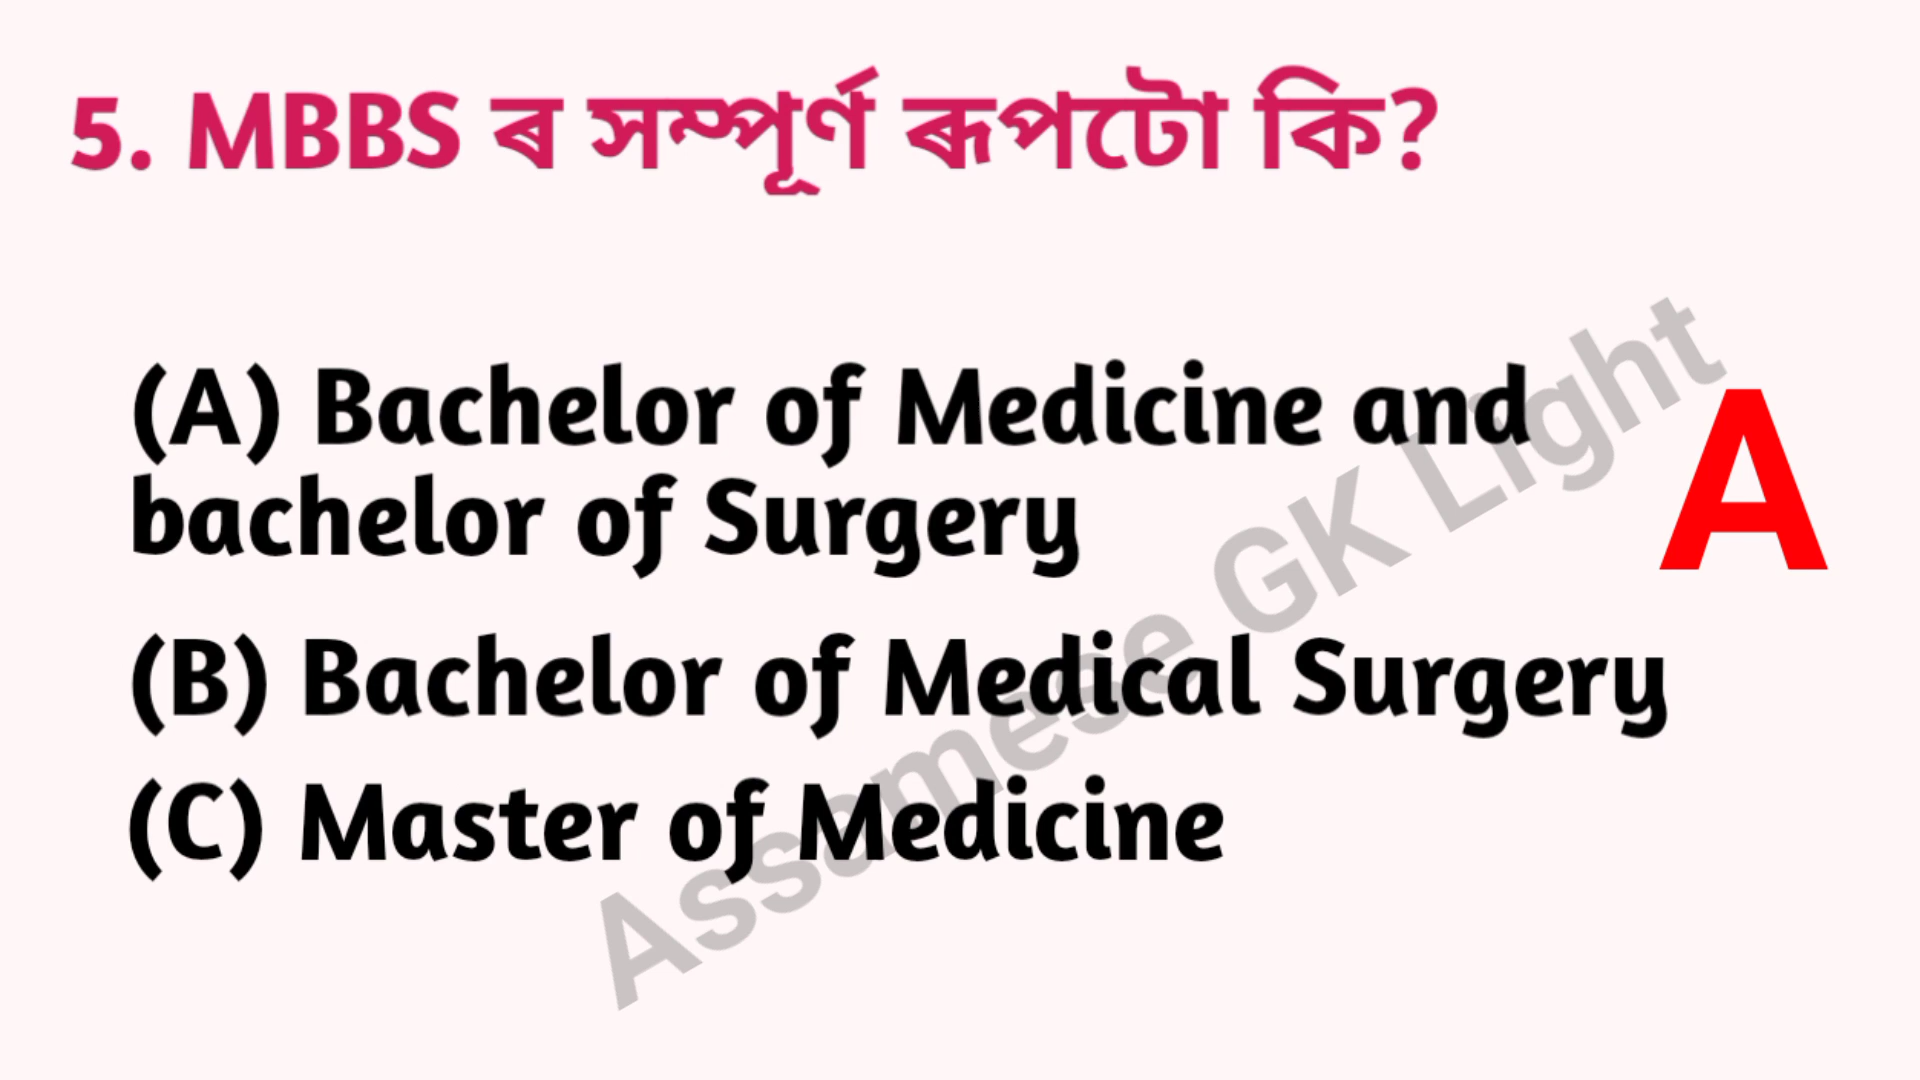 5. MBBS ৰ সম্পূৰ্ণ ৰূপটো কি?
(A) Bachelor of Medicine and
bachelor of Surgery
A
(B) Bachelor of Medical Surgery
(C) Master of Medicine
Assamese GK Light